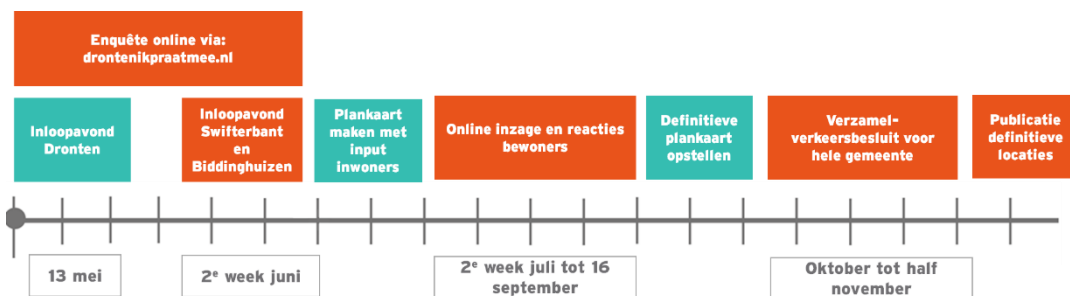 Enquête online via:
drontenikpraatmee.nl
Inloopavond
Dronten
Inloopavond
Swifterbant
en
Biddinghuizen
Plankaart
maken met
input
inwoners
Online inzage en reacties
bewoners
Definitieve
plankaart
opstellen
Verzamel-
verkeersbesluit voor
hele gemeente
Publicatie
definitieve
locaties
13 mei
2e week juni
2e week juli tot 16
september
Oktober tot half
november